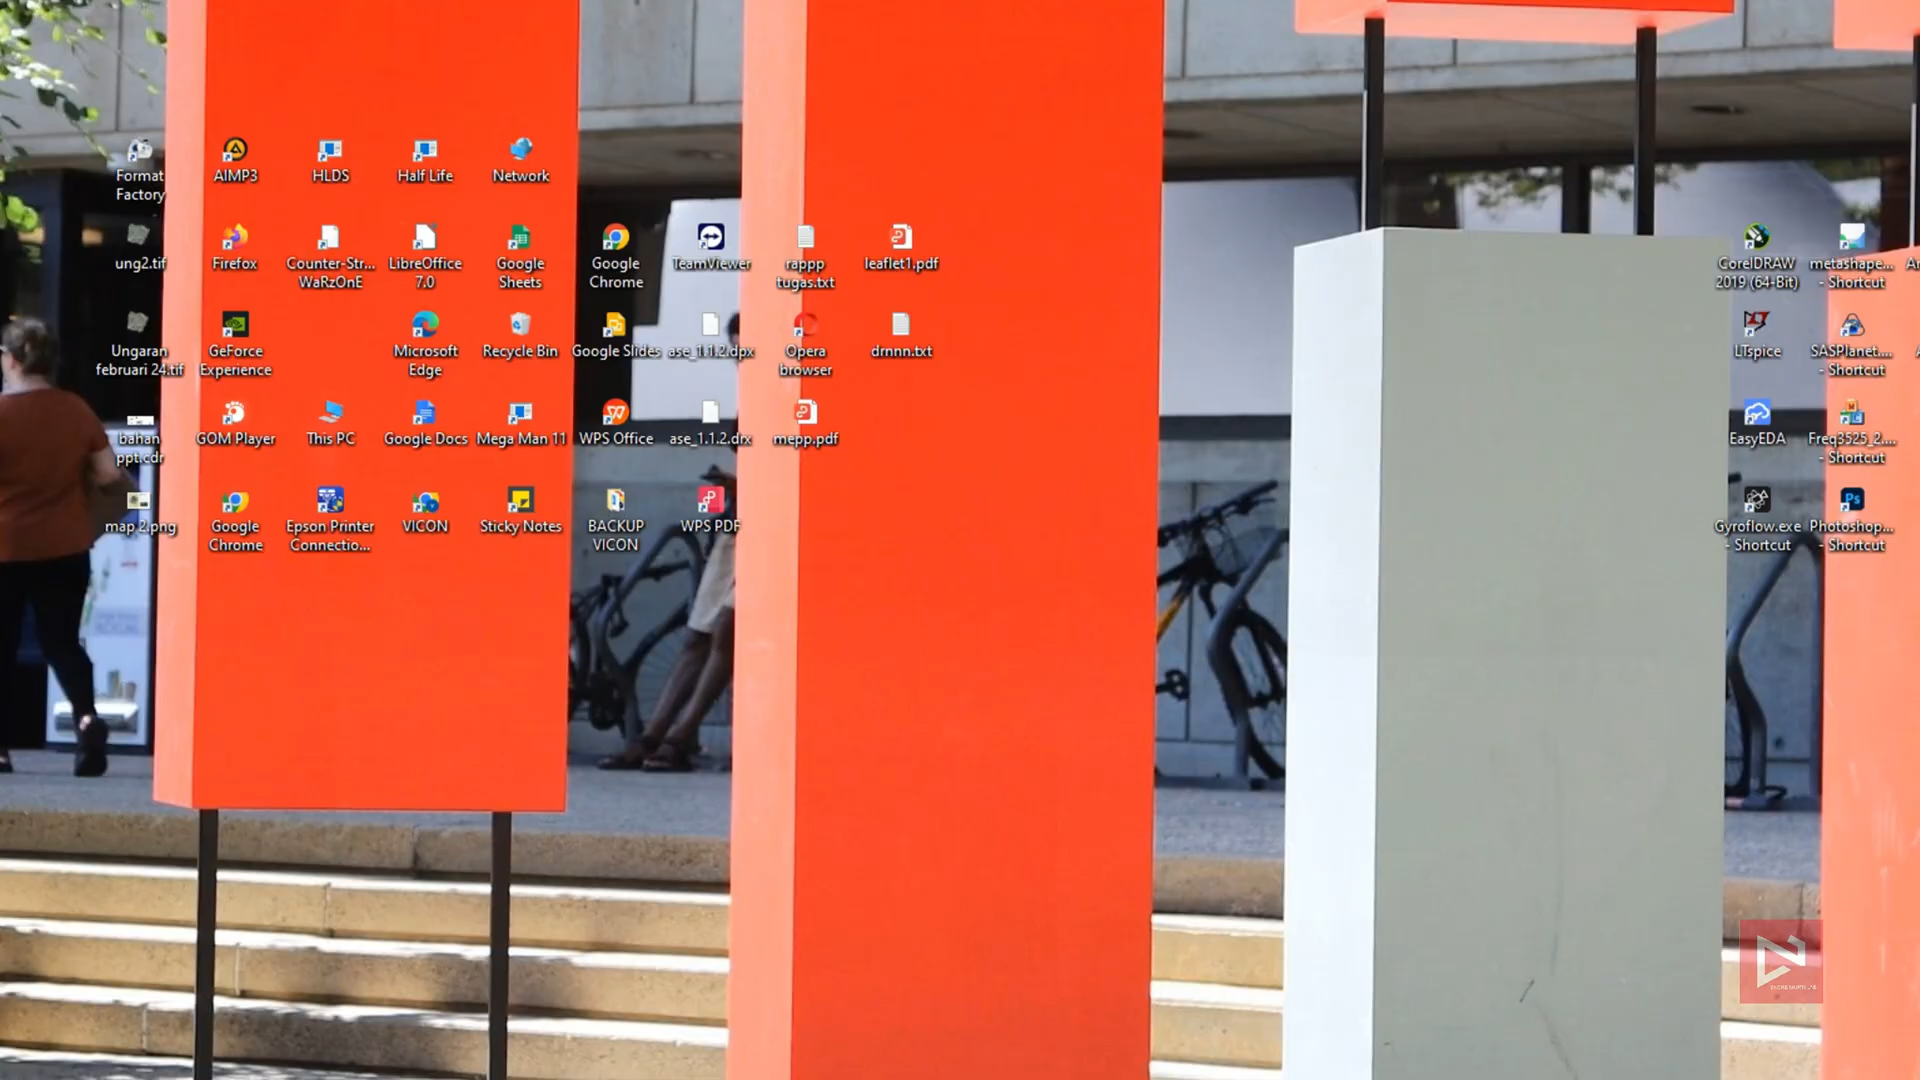 Format
Factory
AIMP3
HLDS
Half Life
Network
ung2.tif
Firefox
Counter-Str...
WaRzOnE
LibreOffice
7.0
Google
Sheets
Google
Chrome
TeamViewer
rappp
tugas.txt
leaflet1.pdf
CorelDRAW
2019 (64-Bit)
metashape...
- Shortcut
Ungaran
februari 24.tif
GeForce
Experience
Microsoft
Edge
Recycle Bin
Google Slides
ase_1.1.2.dpx
Opera
browser
drnnn.txt
LTspice
SASPlanet....
- Shortcut
bahan
ppt.cdr
GOM Player
This PC
Google Docs
Mega Man 11
WPS Office
ase_1.1.2.drx
mepp.pdf
EasyEDA
Freq3525_2....
- Shortcut
map 2.png
Google
Chrome
Epson Printer
Connectio...
VICON
Sticky Notes
BACKUP
VICON
WPS PDF
Gyroflow.exe
- Shortcut
Photoshop...
- Shortcut